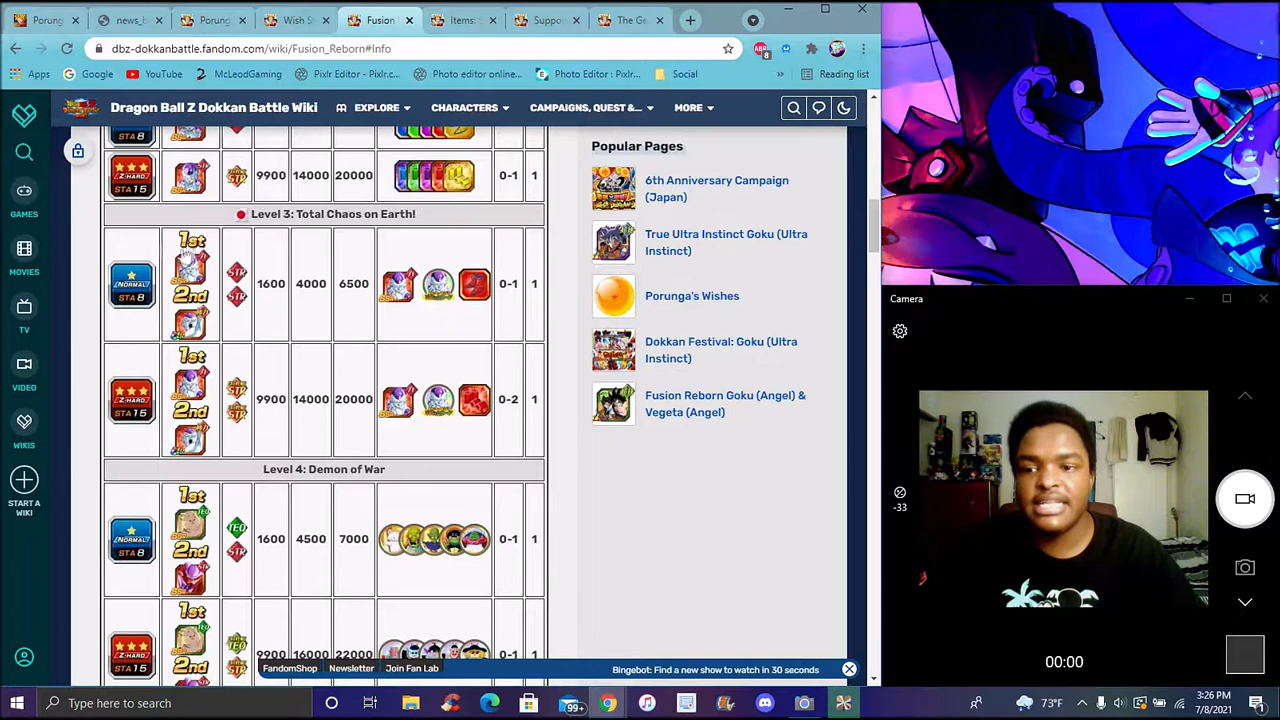 Porung
news_b
Porung
Wish S
Fusion
Items: S
Suppo
The Ge
dbz-dokkanbattle.fandom.com/wiki/Fusion_Reborn#Info
ABP
8
Apps
Google
YouTube
McLeodGaming
Pixlr Editor - Pixlr.c...
Photo editor online...
Photo Editor : Pixlr...
Social
»
Reading list
Dragon Ball Z Dokkan Battle Wiki
EXPLORE
CHARACTERS
CAMPAIGNS, QUEST &...
MORE
GAMES
MOVIES
TV
VIDEO
WIKIS
START A
WIKI
STA 8
Z-HARD
STA 15
9900 14000 20000 0-1 1
Level 3: Total Chaos on Earth!
NORMAL
STA 8
1st
2nd
STR
STR
1600 4000 6500 0-1 1
Z-HARD
STA 15
1st
2nd
9900 14000 20000 0-2 1
Level 4: Demon of War
NORMAL
STA 8
1st
2nd
TEQ
STR
1600 4500 7000 0-1 1
Z-HARD
STA 15
1st
2nd
9900 16000 22000 0-1 1
Popular Pages
6th Anniversary Campaign
(Japan)
True Ultra Instinct Goku (Ultra
Instinct)
Porunga's Wishes
Dokkan Festival: Goku (Ultra
Instinct)
Fusion Reborn Goku (Angel) &
Vegeta (Angel)
FandomShop
Newsletter
Join Fan Lab
Bingebot: Find a new show to watch in 30 seconds
Camera
-33
00:00
Type here to search
99+
73°F
3:26 PM
7/8/2021